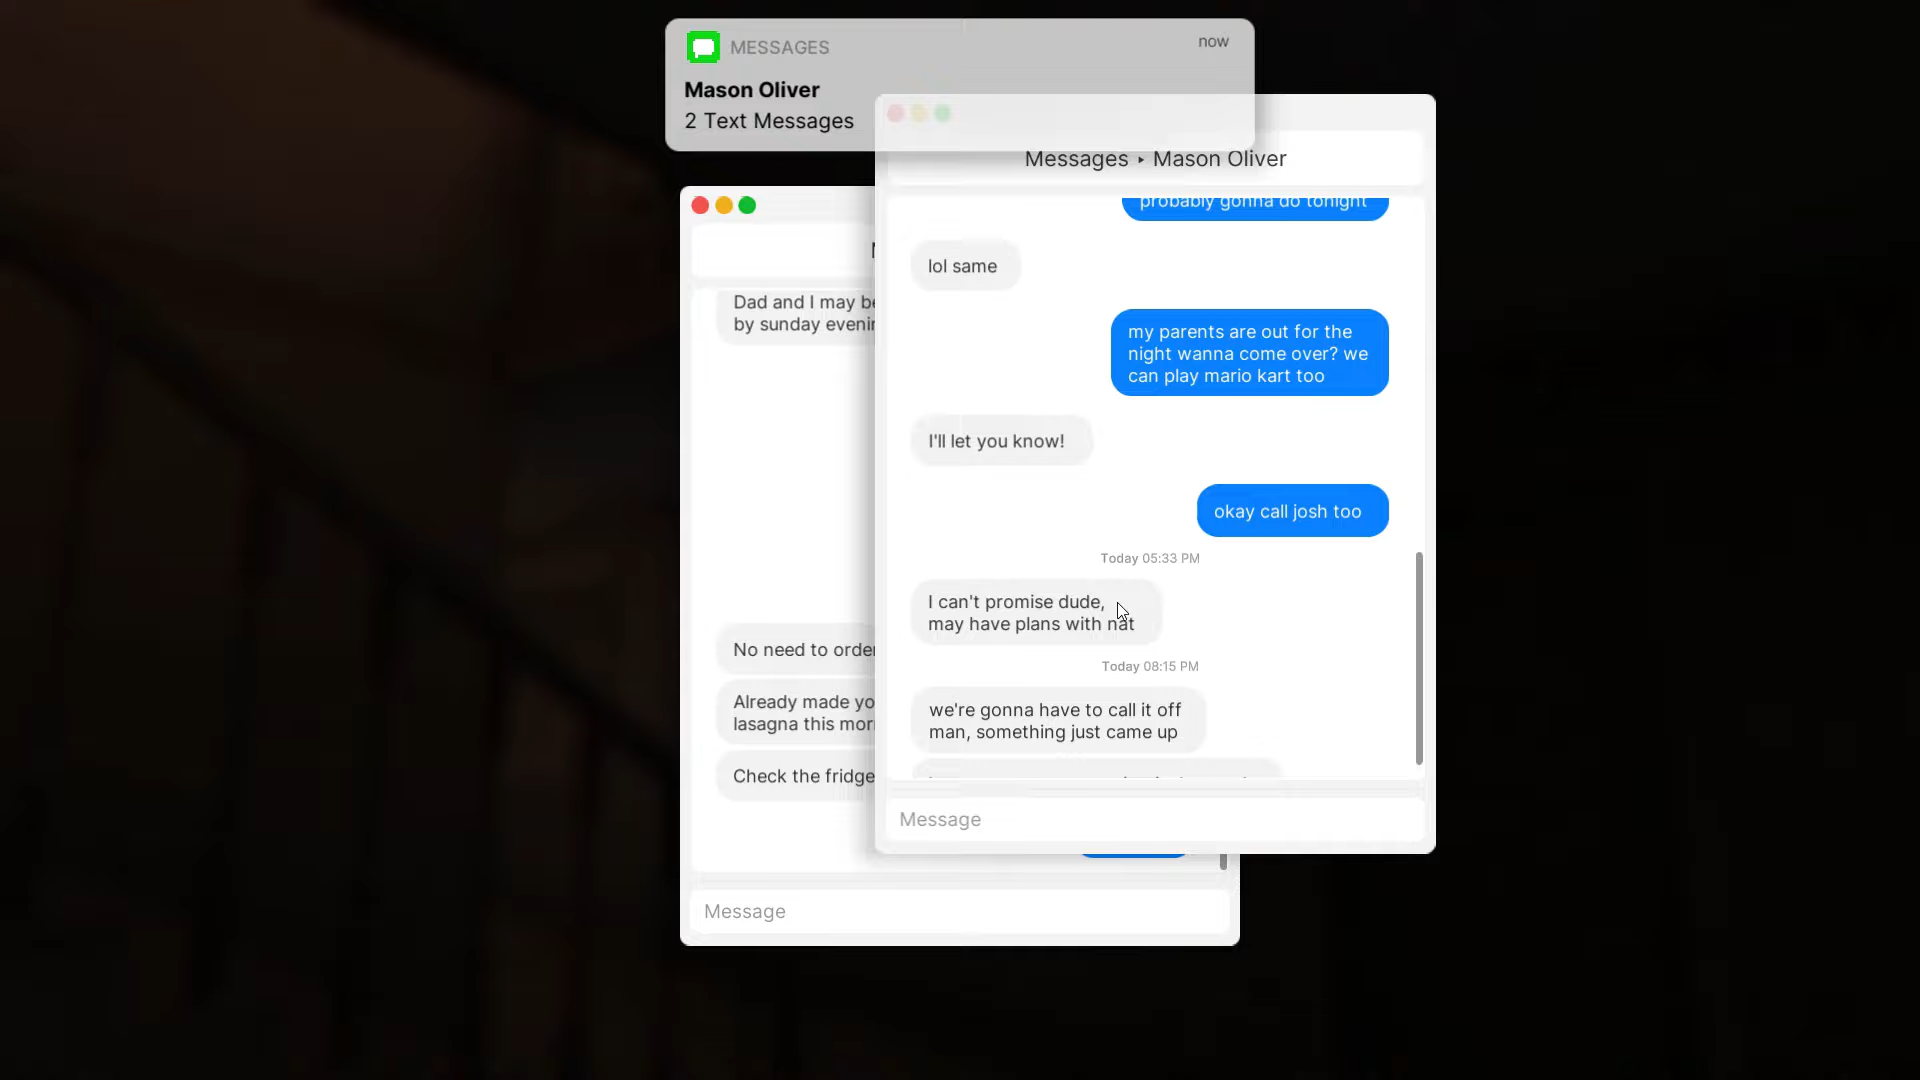 MESSAGES
now
Mason Oliver
2 Text Messages
Messages ‣ Mason Oliver
probably gonna do tonight
lol same
my parents are out for the
night wanna come over? we
can play mario kart too
I'll let you know!
okay call josh too
Today 05:33 PM
I can't promise dude,
may have plans with nat
Today 08:15 PM
we're gonna have to call it off
man, something just came up
Message
Dad and I may be
by sunday
No need to order
Already made
lasagna this
Check the fridge
Message